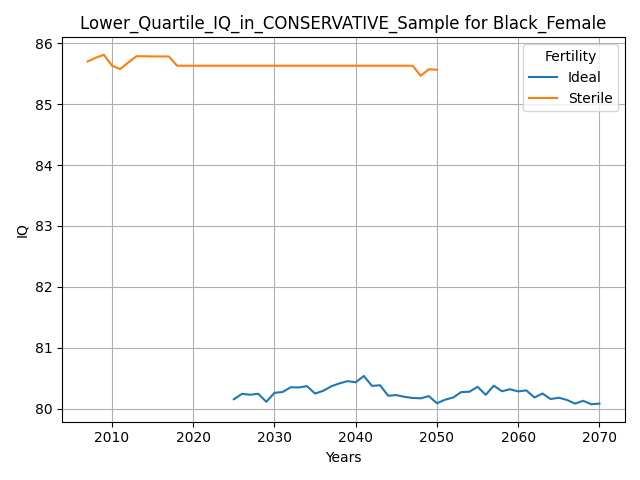 Lower_Quartile_IQ_in_CONSERVATIVE_Sample for Black_Female
86
85
84
83
82
81
80
IQ
Fertility
Ideal
Sterile
2010 2020 2030 2040 2050 2060 2070
Years